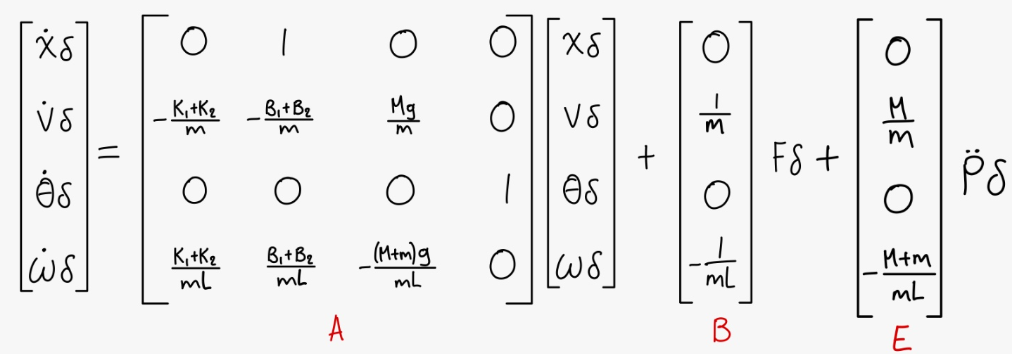 ẋδ 0 1 0 0 xδ 0 0
v̇δ -(K₁+K₂)/m -(B₁+B₂)/m Mg/m 0 vδ 1/m M/m
= + Fδ + p̈δ
θ̇δ 0 0 0 1 θδ 0 0
ω̇δ (K₁+K₂)/mL (B₁+B₂)/mL -(M+m)g/mL 0 ωδ -1/mL -(M+m)/mL
A B E